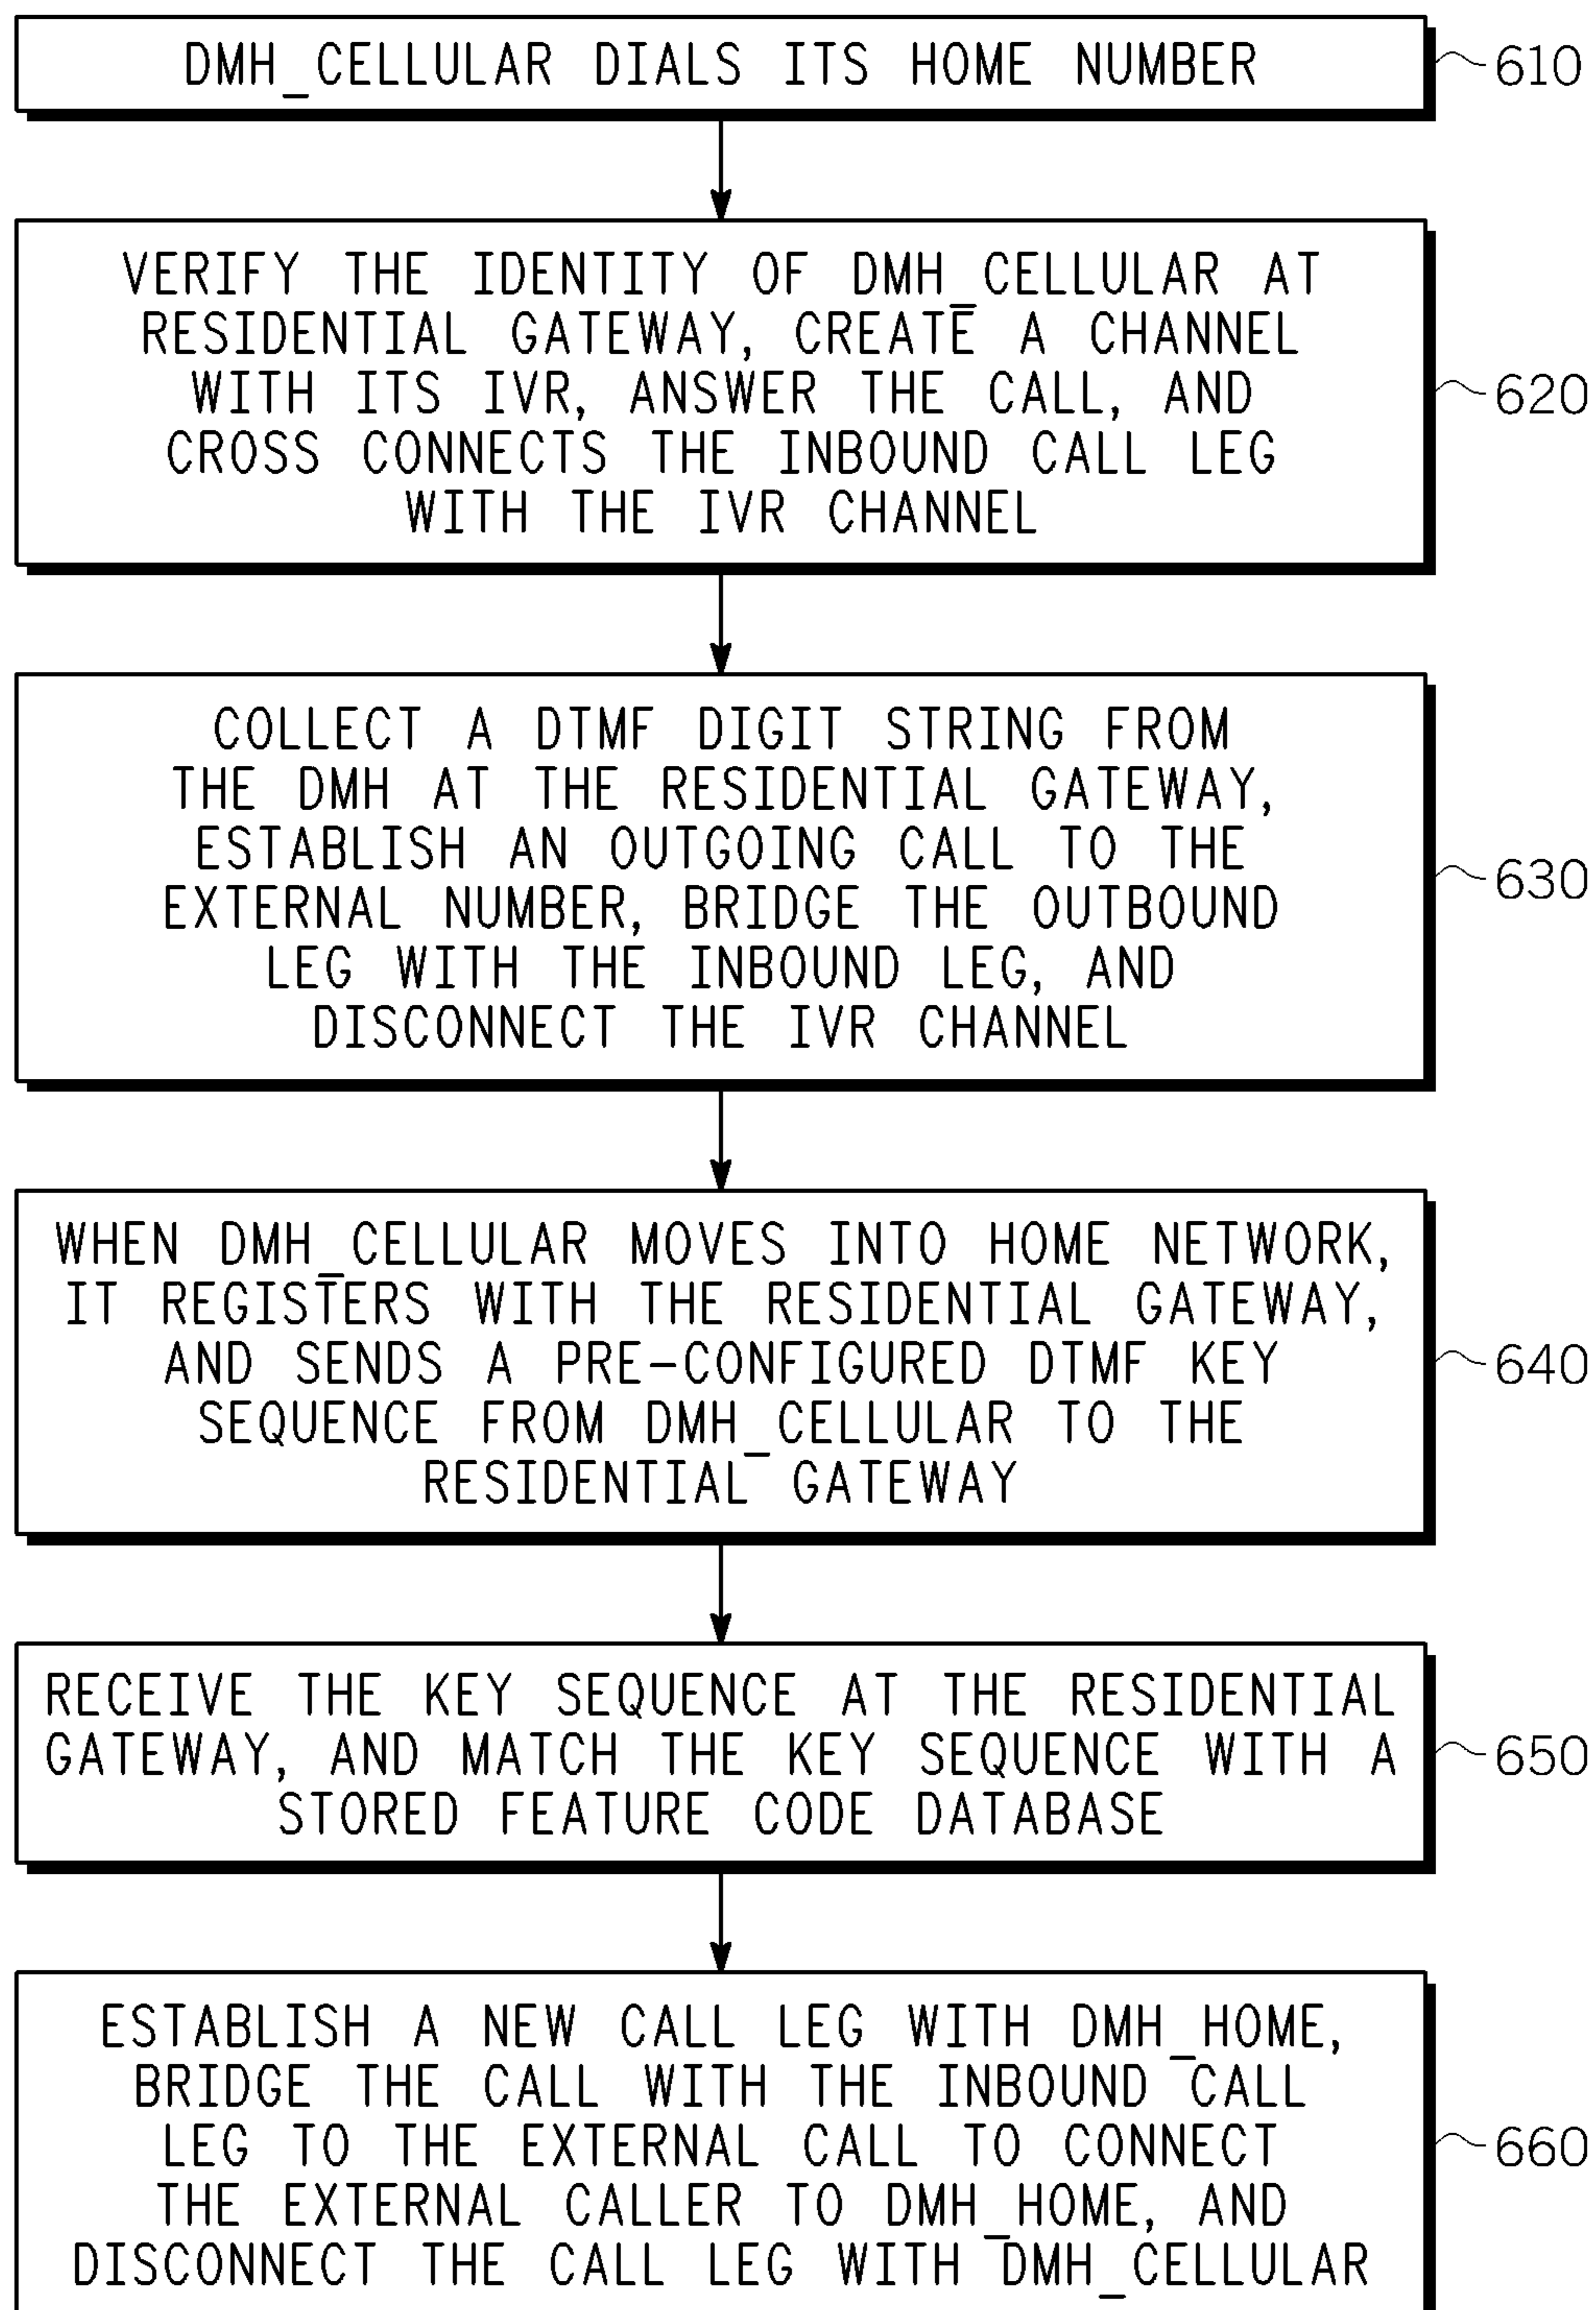 DMH_CELLULAR DIALS ITS HOME NUMBER
610
VERIFY THE IDENTITY OF DMH_CELLULAR AT
RESIDENTIAL GATEWAY, CREATE A CHANNEL
WITH ITS IVR, ANSWER THE CALL, AND
CROSS CONNECTS THE INBOUND CALL LEG
WITH THE IVR CHANNEL
620
COLLECT A DTMF DIGIT STRING FROM
THE DMH AT THE RESIDENTIAL GATEWAY,
ESTABLISH AN OUTGOING CALL TO THE
EXTERNAL NUMBER, BRIDGE THE OUTBOUND
LEG WITH THE INBOUND LEG, AND
DISCONNECT THE IVR CHANNEL
630
WHEN DMH_CELLULAR MOVES INTO HOME NETWORK,
IT REGISTERS WITH THE RESIDENTIAL GATEWAY,
AND SENDS A PRE-CONFIGURED DTMF KEY
SEQUENCE FROM DMH_CELLULAR TO THE
RESIDENTIAL GATEWAY
640
RECEIVE THE KEY SEQUENCE AT THE RESIDENTIAL
GATEWAY, AND MATCH THE KEY SEQUENCE WITH A
STORED FEATURE CODE DATABASE
650
ESTABLISH A NEW CALL LEG WITH DMH_HOME,
BRIDGE THE CALL WITH THE INBOUND CALL
LEG TO THE EXTERNAL CALL TO CONNECT
THE EXTERNAL CALLER TO DMH_HOME, AND
DISCONNECT THE CALL LEG WITH DMH_CELLULAR
660